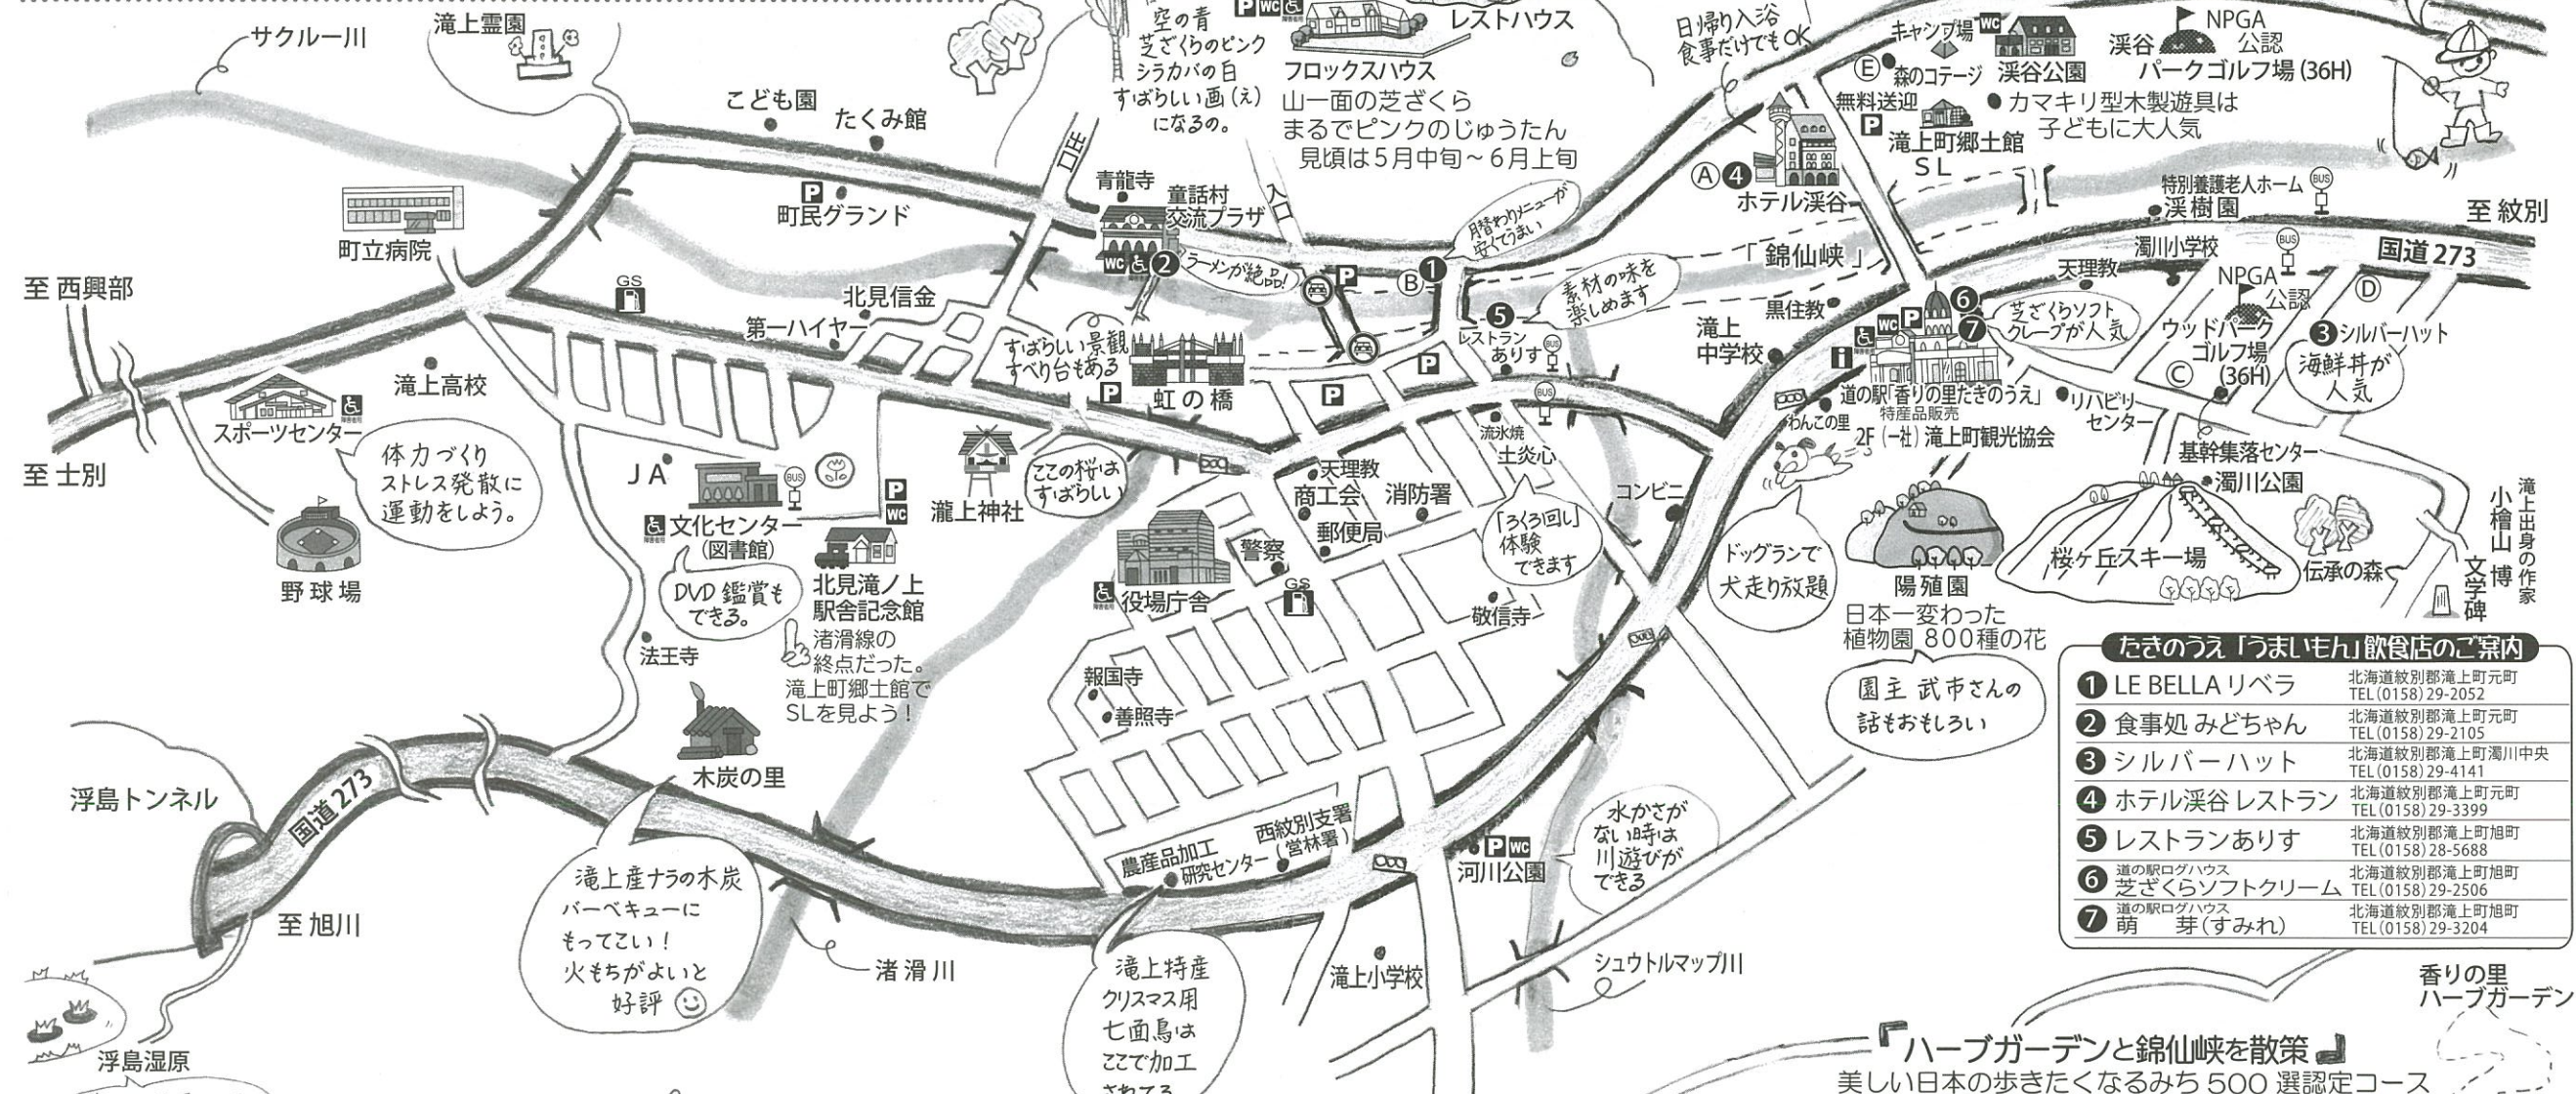 サクルー川
滝上霊園
空の青
芝ざくらのピンク
シラカバの白
すばらしい画(え)
になるの。
P WC
レストハウス
フロックスハウス
山一面の芝ざくら
まるでピンクのじゅうたん
見頃は5月中旬～6月上旬
日帰り入浴
食事だけでもOK
キャンプ場
WC
渓谷公園
渓谷
NPGA
公認
パークゴルフ場(36H)
Ⓔ
森のコテージ
無料送迎
P
カマキリ型木製遊具は
子どもに大人気
滝上町郷土館
SL
こども園
たくみ館
P
町民グランド
出口
入口
青龍寺
童話村
交流プラザ
WC
❷
ラーメンが絶品!
月替わりメニューが
安くてうまい
Ⓐ❹
ホテル渓谷
特別養護老人ホーム
渓樹園
BUS
至 紋別
町立病院
至 西興部
GS
北見信金
第一ハイヤー
P
Ⓑ
❶
「錦仙峡」
素材の味を
楽しめます
❺
レストラン
ありす
BUS
黒住教
滝上
中学校
濁川小学校
BUS
天理教
国道273
NPGA
公認
Ⓓ
ウッドパーク
ゴルフ場
(36H)
Ⓒ
❸シルバーハット
海鮮丼が
人気
❻
❼
芝ざくらソフト
クレープが人気
WC P
道の駅「香りの里たきのうえ」
特産品販売
2F (一社) 滝上町観光協会
わんこの里
リハビリ
センター
基幹集落センター
濁川公園
滝上高校
スポーツセンター
体力づくり
ストレス発散に
運動をしよう。
至 士別
野球場
すばらしい景観
すべり台もある
P
虹の橋
P
P
BUS
流氷焼
土炎心
「ろくろ回し」
体験
できます
ここの桜は
すばらしい
瀧上神社
JA
BUS
文化センター
(図書館)
DVD 鑑賞も
できる。
P
WC
北見滝ノ上
駅舎記念館
渚滑線の
終点だった。
滝上町郷土館で
SLを見よう!
天理教
商工会
消防署
郵便局
警察
GS
役場庁舎
敬信寺
コンビニ
ドッグランで
犬走り放題
陽殖園
日本一変わった
植物園 800種の花
園主 武市さんの
話もおもしろい
桜ヶ丘スキー場
伝承の森
滝上出身の作家
小檜山 博
文学碑
法王寺
報国寺
善照寺
木炭の里
浮島トンネル
国道273
至 旭川
滝上産ナラの木炭
バーベキューに
もってこい!
火もちがよいと
好評
渚滑川
農産品加工
研究センター
西紋別支署
(営林署)
滝上特産
クリスマス用
七面鳥は
ここで加工
されてる
P WC
河川公園
水かさが
ない時は
川遊びが
できる
滝上小学校
シュウトルマップ川
浮島湿原
たきのうえ「うまいもん」飲食店のご案内
❶ LE BELLA リベラ 北海道紋別郡滝上町元町
TEL(0158)29-2052
❷ 食事処 みどちゃん 北海道紋別郡滝上町元町
TEL(0158)29-2105
❸ シルバーハット 北海道紋別郡滝上町濁川中央
TEL(0158)29-4141
❹ ホテル渓谷 レストラン 北海道紋別郡滝上町元町
TEL(0158)29-3399
❺ レストランありす 北海道紋別郡滝上町旭町
TEL(0158)28-5688
❻ 道の駅ログハウス
芝ざくらソフトクリーム 北海道紋別郡滝上町旭町
TEL(0158)29-2506
❼ 道の駅ログハウス
萌 芽(すみれ) 北海道紋別郡滝上町旭町
TEL(0158)29-3204
香りの里
ハーブガーデン
『ハーブガーデンと錦仙峡を散策』
美しい日本の歩きたくなるみち 500 選認定コース